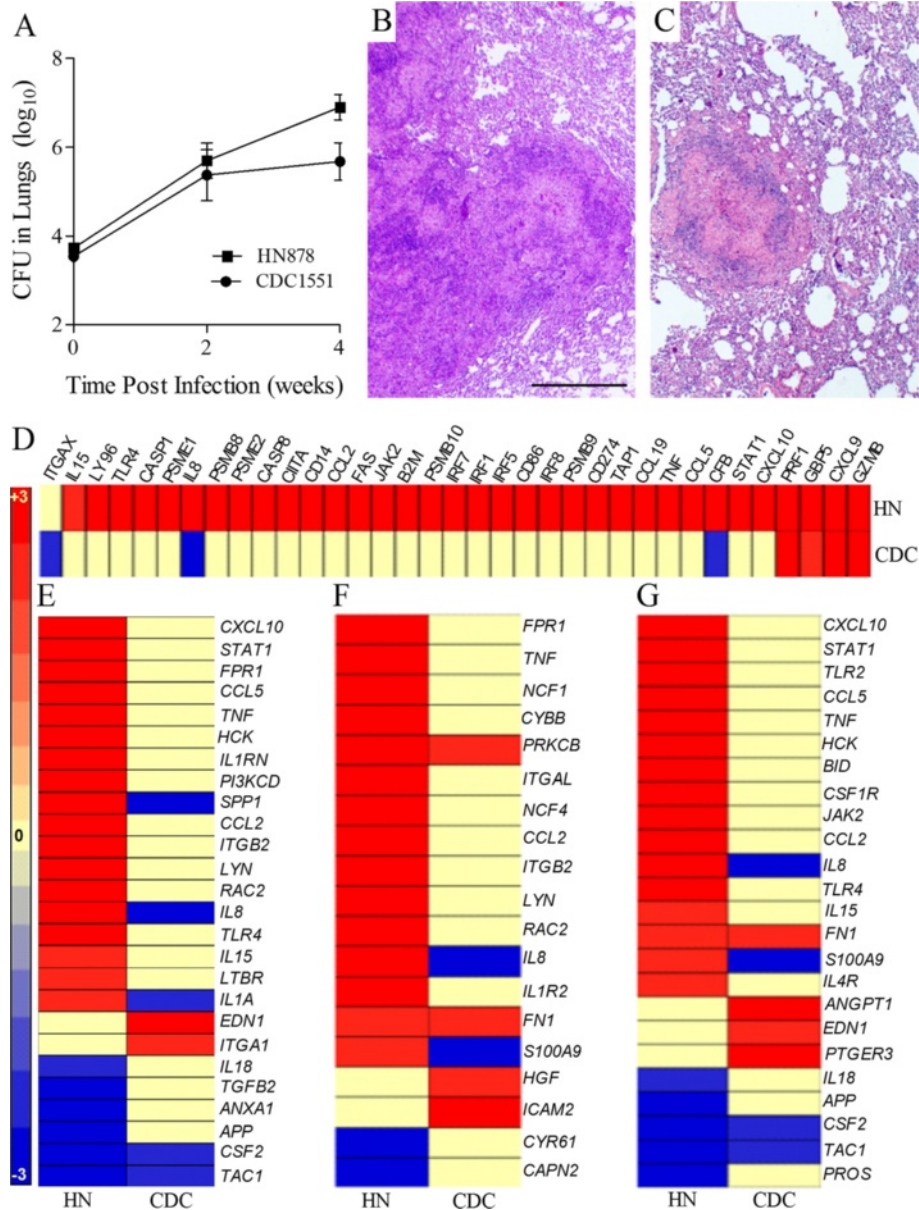 A
B
C
CFU in Lungs (log10)
8
6
4
2
0
2
4
HN878
CDC1551
Time Post Infection (weeks)
D
ITGAX
IL15
LY96
TLR4
CASP1
PSME1
IL8
PSMB8
PSME2
CASP8
CIITA
CD14
CCL2
FAS
JAK2
B2M
PSMB10
IRF7
IRF1
IRF5
CD86
IRF8
PSMB9
CD274
TAP1
CCL19
TNF
CCL5
CFB
STAT1
CXCL10
PRF1
GBP5
CXCL9
GZMB
HN
CDC
+3
0
-3
E
CXCL10
STAT1
FPR1
CCL5
TNF
HCK
IL1RN
PI3KCD
SPP1
CCL2
ITGB2
LYN
RAC2
IL8
TLR4
IL15
LTBR
IL1A
EDN1
ITGA1
IL18
TGFB2
ANXA1
APP
CSF2
TAC1
HN
CDC
F
FPR1
TNF
NCF1
CYBB
PRKCB
ITGAL
NCF4
CCL2
ITGB2
LYN
RAC2
IL8
IL1R2
FN1
S100A9
HGF
ICAM2
CYR61
CAPN2
HN
CDC
G
CXCL10
STAT1
TLR2
CCL5
TNF
HCK
BID
CSF1R
JAK2
CCL2
IL8
TLR4
IL15
FN1
S100A9
IL4R
ANGPT1
EDN1
PTGER3
IL18
APP
CSF2
TAC1
PROS
HN
CDC